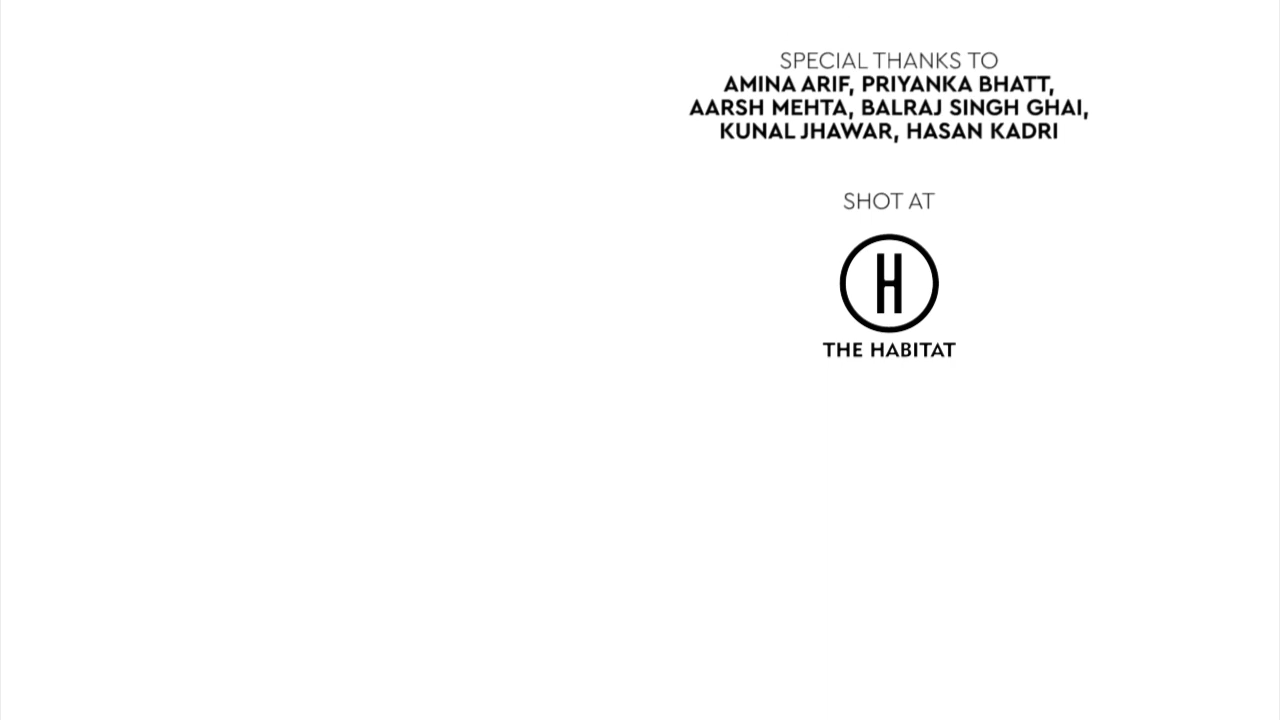 SPECIAL THANKS TO
AMINA ARIF, PRIYANKA BHATT,
AARSH MEHTA, BALRAJ SINGH GHAI,
KUNAL JHAWAR, HASAN KADRI
SHOT AT
H
THE HABITAT